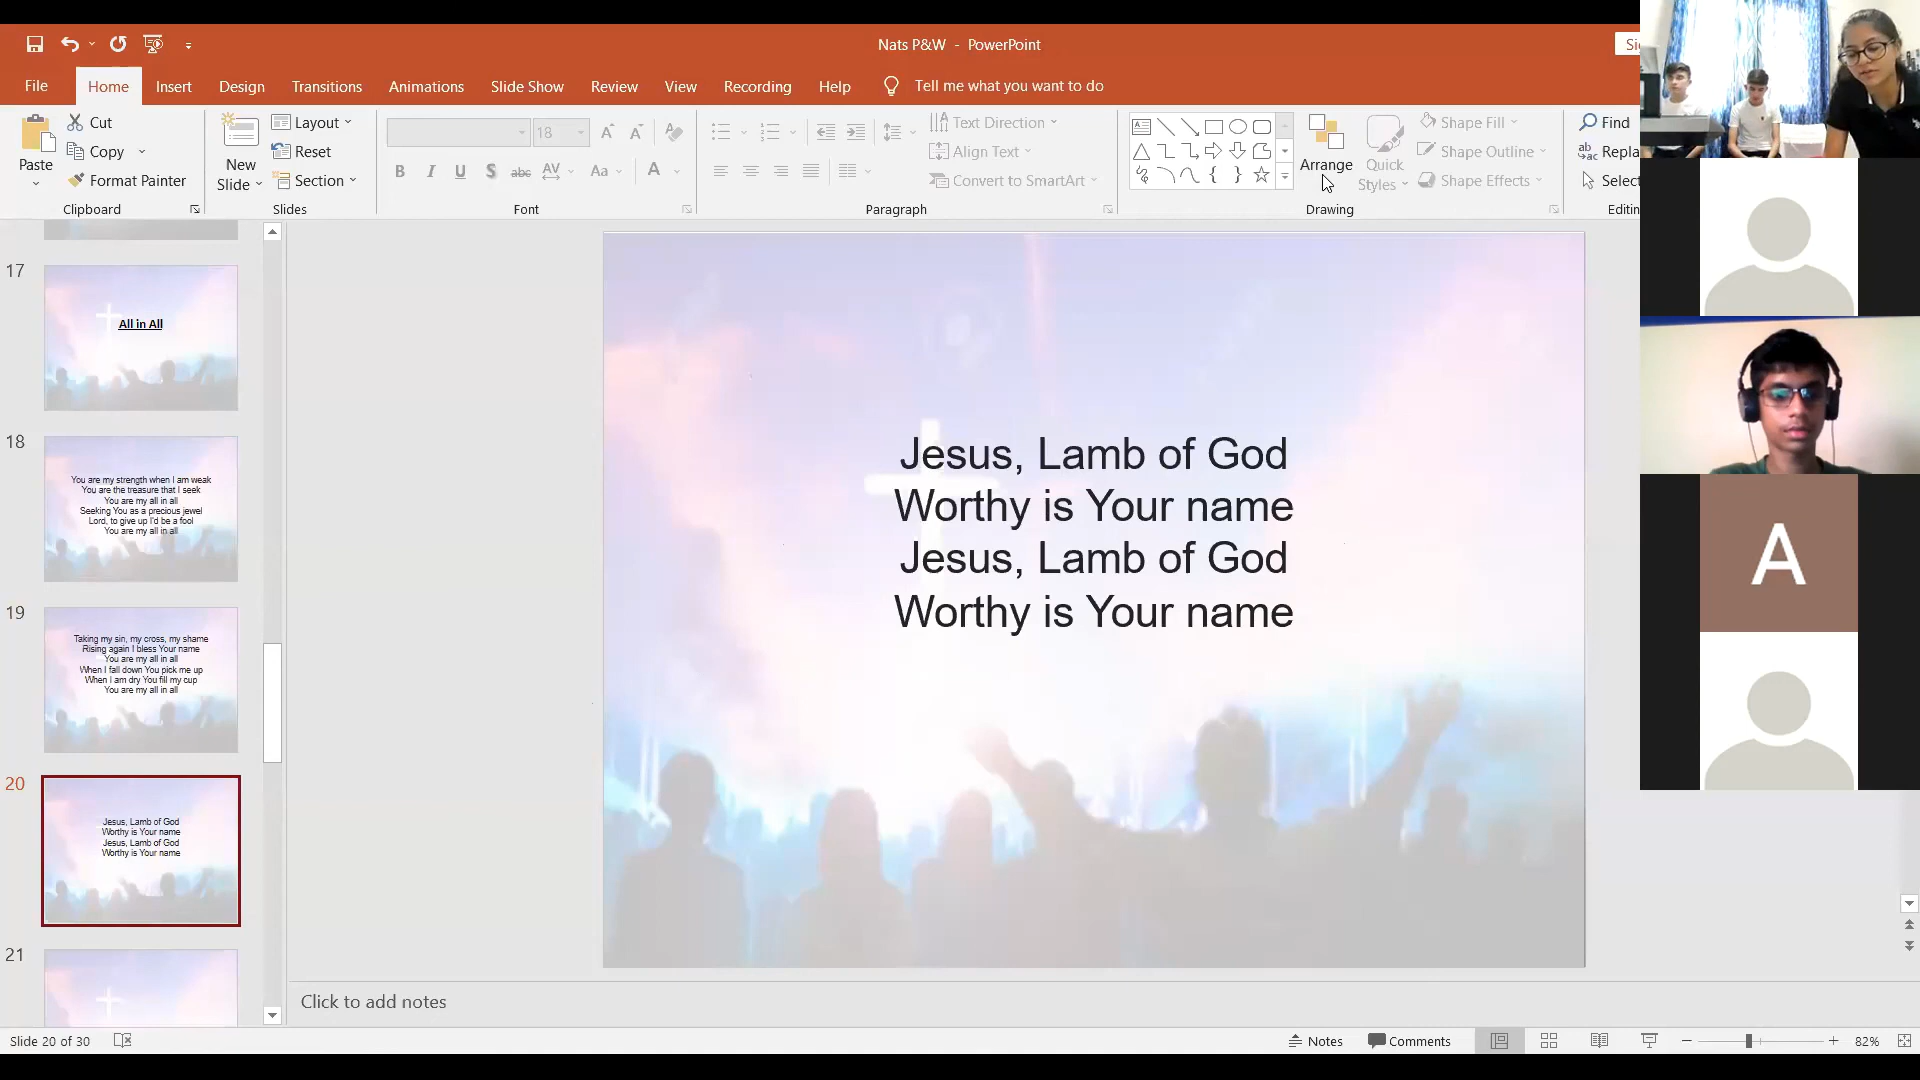 Nats P&W - PowerPoint
File
Home
Insert
Design
Transitions
Animations
Slide Show
Review
View
Recording
Help
Tell me what you want to do
Paste
Cut
Copy
Format Painter
Clipboard
New
Slide
Layout
Reset
Section
Slides
18
B I U S abc AV Aa A
Font
Text Direction
Align Text
Convert to SmartArt
Paragraph
Arrange
Quick
Styles
Shape Fill
Shape Outline
Shape Effects
Drawing
Find
Repla
Select
Editin
17
All in All
18
You are my strength when I am weak
You are the treasure that I seek
You are my all in all
Seeking You as a precious jewel
Lord, to give up I'd be a fool
You are my all in all
19
Taking my sin, my cross, my shame
Rising again I bless Your name
You are my all in all
When I fall down You pick me up
When I am dry You fill my cup
You are my all in all
20
Jesus, Lamb of God
Worthy is Your name
Jesus, Lamb of God
Worthy is Your name
21
Jesus, Lamb of God
Worthy is Your name
Jesus, Lamb of God
Worthy is Your name
A
Click to add notes
Slide 20 of 30
Notes
Comments
82%